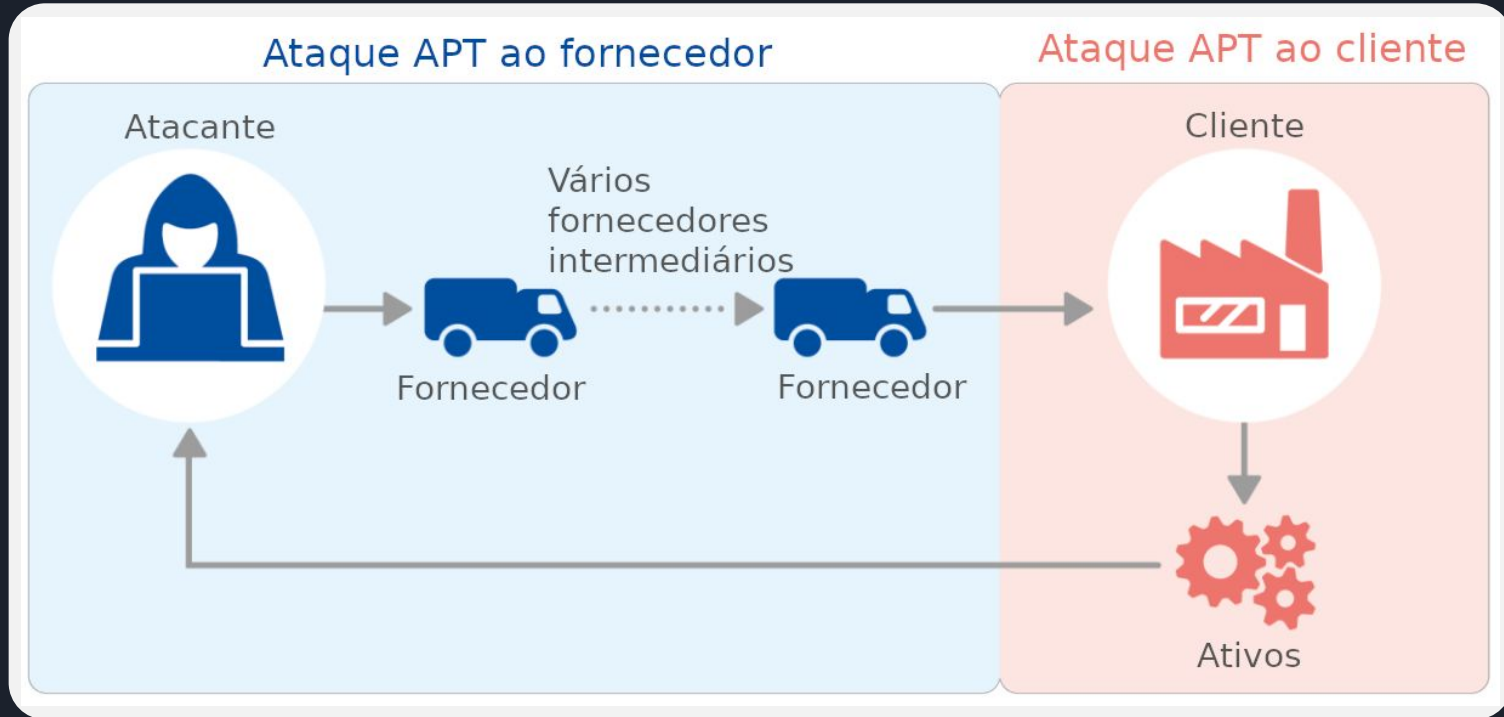 Ataque APT ao fornecedor
Ataque APT ao cliente
Atacante
Vários
fornecedores
intermediários
Fornecedor
Fornecedor
Cliente
Ativos